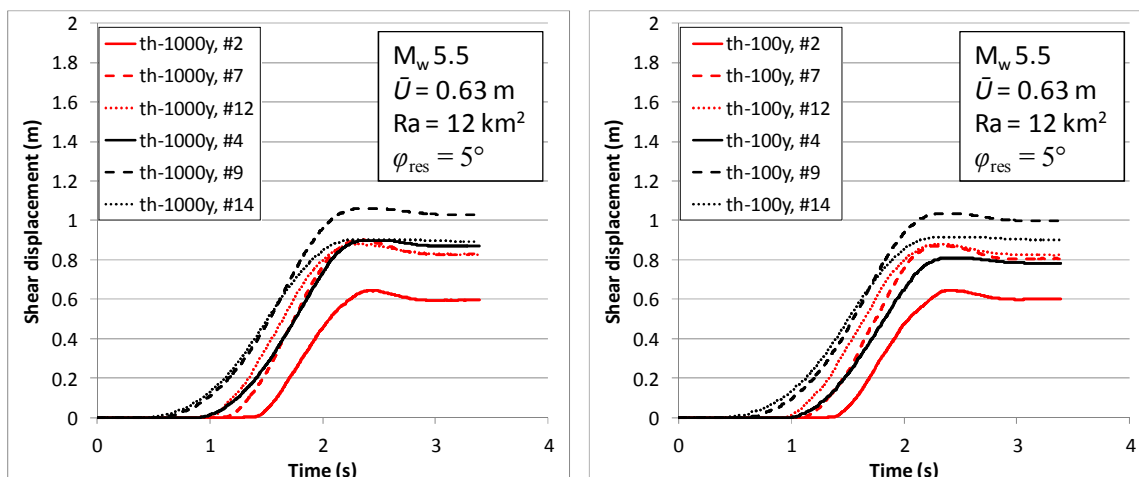 2
1.8
1.6
1.4
1.2
1
0.8
0.6
0.4
0.2
0
Shear displacement (m)
th-1000y, #2
th-1000y, #7
th-1000y, #12
th-1000y, #4
th-1000y, #9
th-1000y, #14
M_w 5.5
Ū = 0.63 m
Ra = 12 km²
φ_res = 5°
0 1 2 3 4
Time (s)
2
1.8
1.6
1.4
1.2
1
0.8
0.6
0.4
0.2
0
Shear displacement (m)
th-100y, #2
th-100y, #7
th-100y, #12
th-100y, #4
th-100y, #9
th-100y, #14
M_w 5.5
Ū = 0.63 m
Ra = 12 km²
φ_res = 5°
0 1 2 3 4
Time (s)